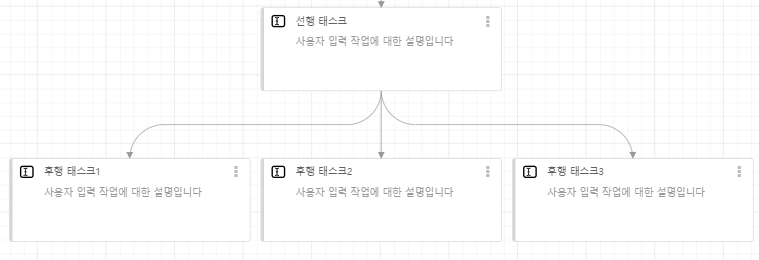 선행 태스크
사용자 입력 작업에 대한 설명입니다
후행 태스크1
사용자 입력 작업에 대한 설명입니다
후행 태스크2
사용자 입력 작업에 대한 설명입니다
후행 태스크3
사용자 입력 작업에 대한 설명입니다